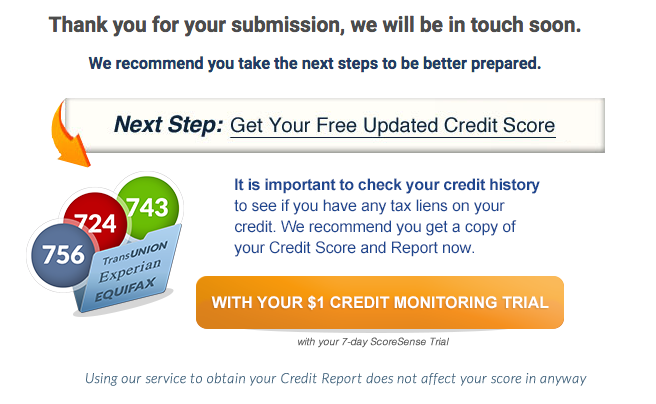 Thank you for your submission, we will be in touch soon.
We recommend you take the next steps to be better prepared.
Next Step: Get Your Free Updated Credit Score
It is important to check your credit history
to see if you have any tax liens on your
credit. We recommend you get a copy of
your Credit Score and Report now.
756
724
743
TransUNION
Experian
EQUIFAX
WITH YOUR $1 CREDIT MONITORING TRIAL
with your 7-day ScoreSense Trial
Using our service to obtain your Credit Report does not affect your score in anyway